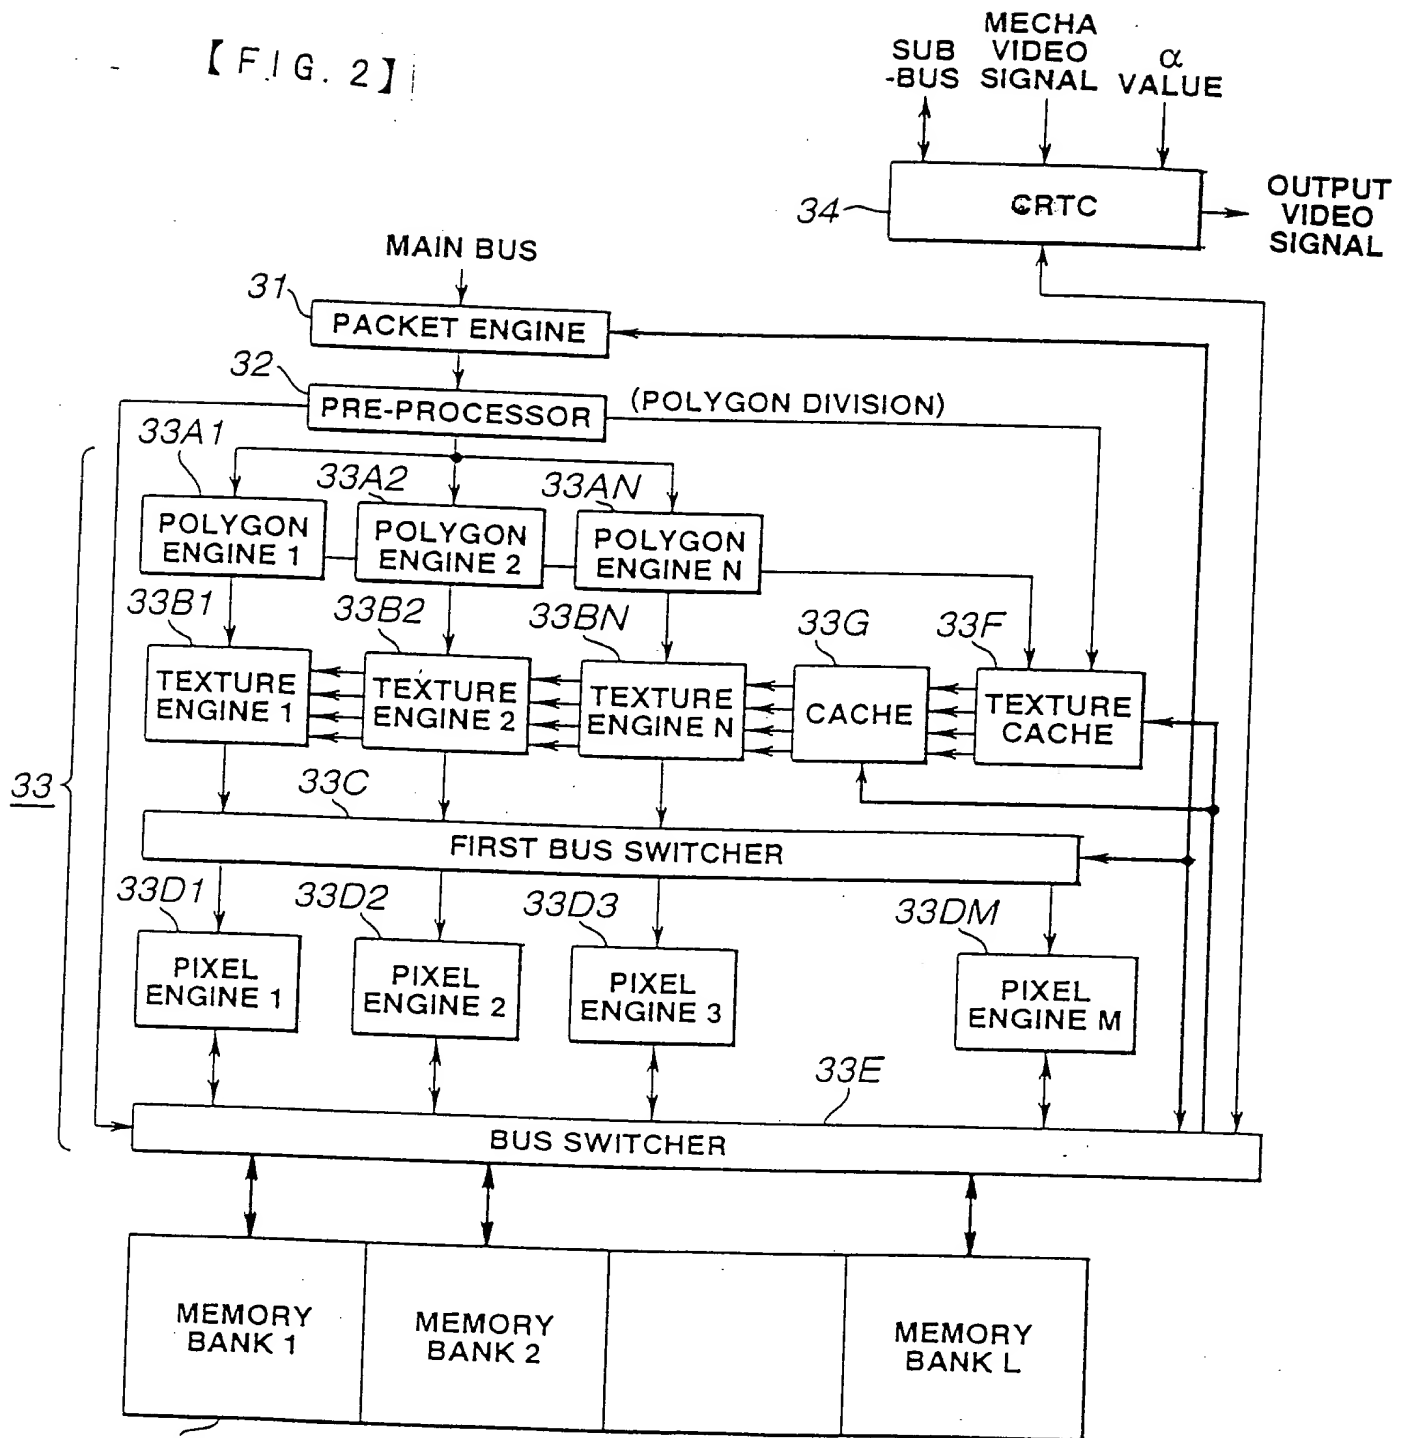 【FIG. 2】
SUB
-BUS
MECHA
VIDEO
SIGNAL
α
VALUE
34
CRTC
OUTPUT
VIDEO
SIGNAL
MAIN BUS
31
PACKET ENGINE
32
PRE-PROCESSOR
(POLYGON DIVISION)
33A1
33A2
33AN
POLYGON
ENGINE 1
POLYGON
ENGINE 2
POLYGON
ENGINE N
33B1
33B2
33BN
33G
33F
TEXTURE
ENGINE 1
TEXTURE
ENGINE 2
TEXTURE
ENGINE N
CACHE
TEXTURE
CACHE
33
33C
FIRST BUS SWITCHER
33D1
33D2
33D3
33DM
PIXEL
ENGINE 1
PIXEL
ENGINE 2
PIXEL
ENGINE 3
PIXEL
ENGINE M
33E
BUS SWITCHER
MEMORY
BANK 1
MEMORY
BANK 2
MEMORY
BANK L